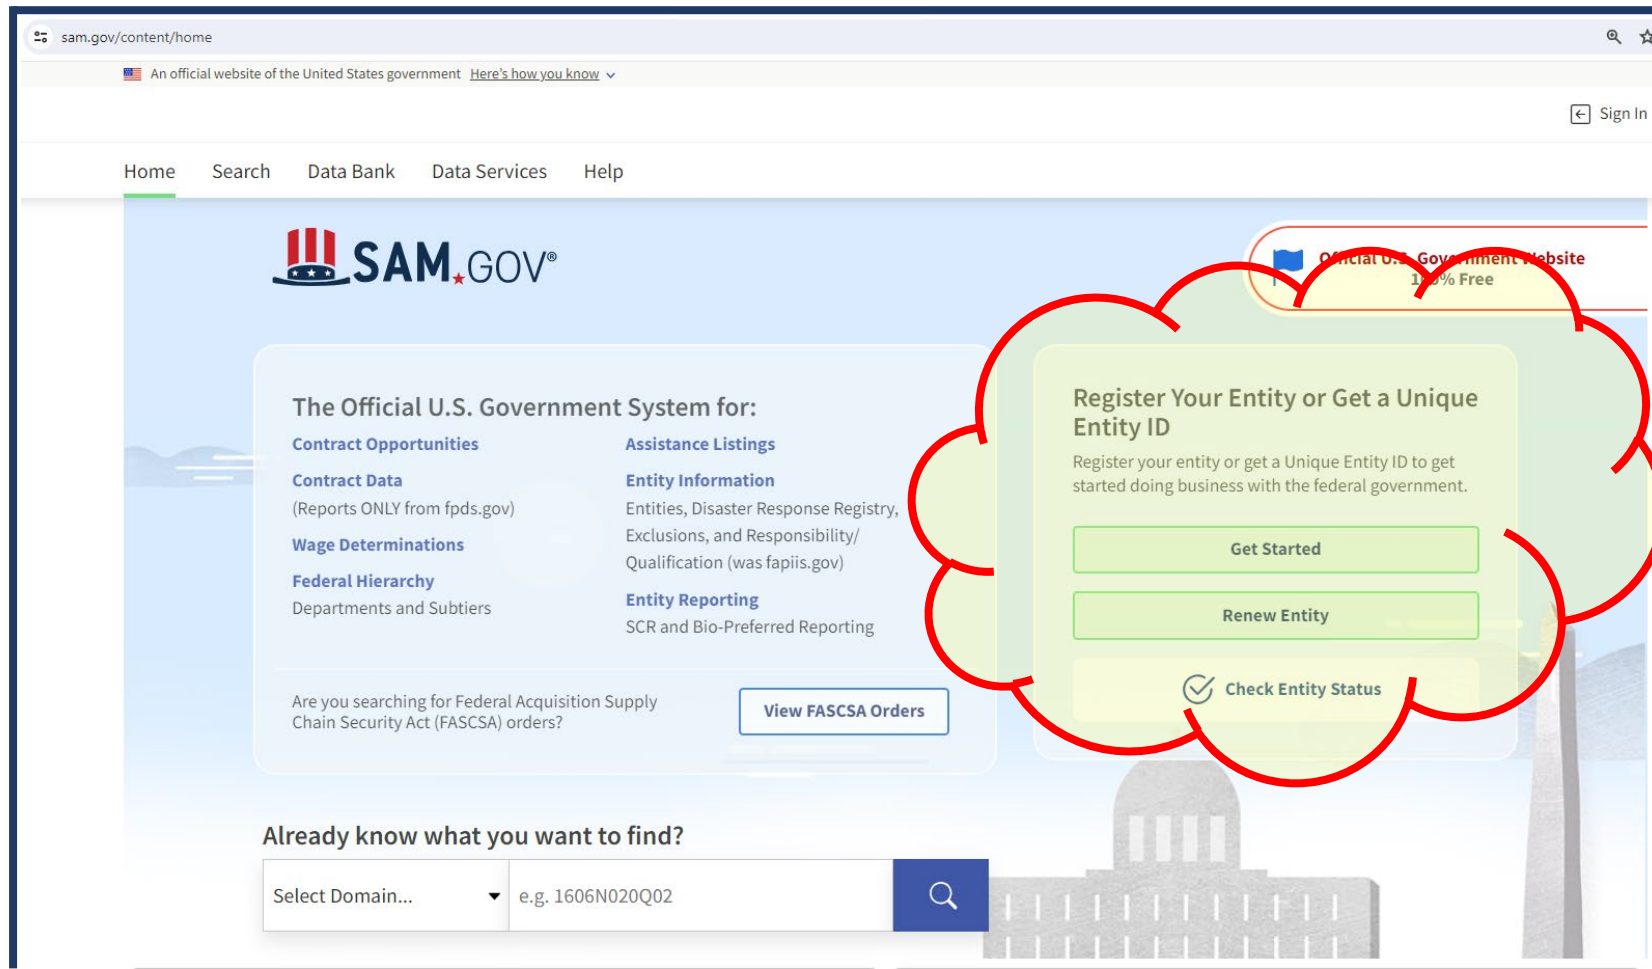 sam.gov/content/home
An official website of the United States government Here's how you know
Sign In
Home Search Data Bank Data Services Help
SAM.GOV®
Official U.S. Government Website
100% Free
The Official U.S. Government System for:
Contract Opportunities
Contract Data
(Reports ONLY from fpds.gov)
Wage Determinations
Federal Hierarchy
Departments and Subtiers
Assistance Listings
Entity Information
Entities, Disaster Response Registry,
Exclusions, and Responsibility/
Qualification (was fapiis.gov)
Entity Reporting
SCR and Bio-Preferred Reporting
Are you searching for Federal Acquisition Supply
Chain Security Act (FASCSA) orders?
View FASCSA Orders
Register Your Entity or Get a Unique
Entity ID
Register your entity or get a Unique Entity ID to get
started doing business with the federal government.
Get Started
Renew Entity
Check Entity Status
Already know what you want to find?
Select Domain...
e.g. 1606N020Q02